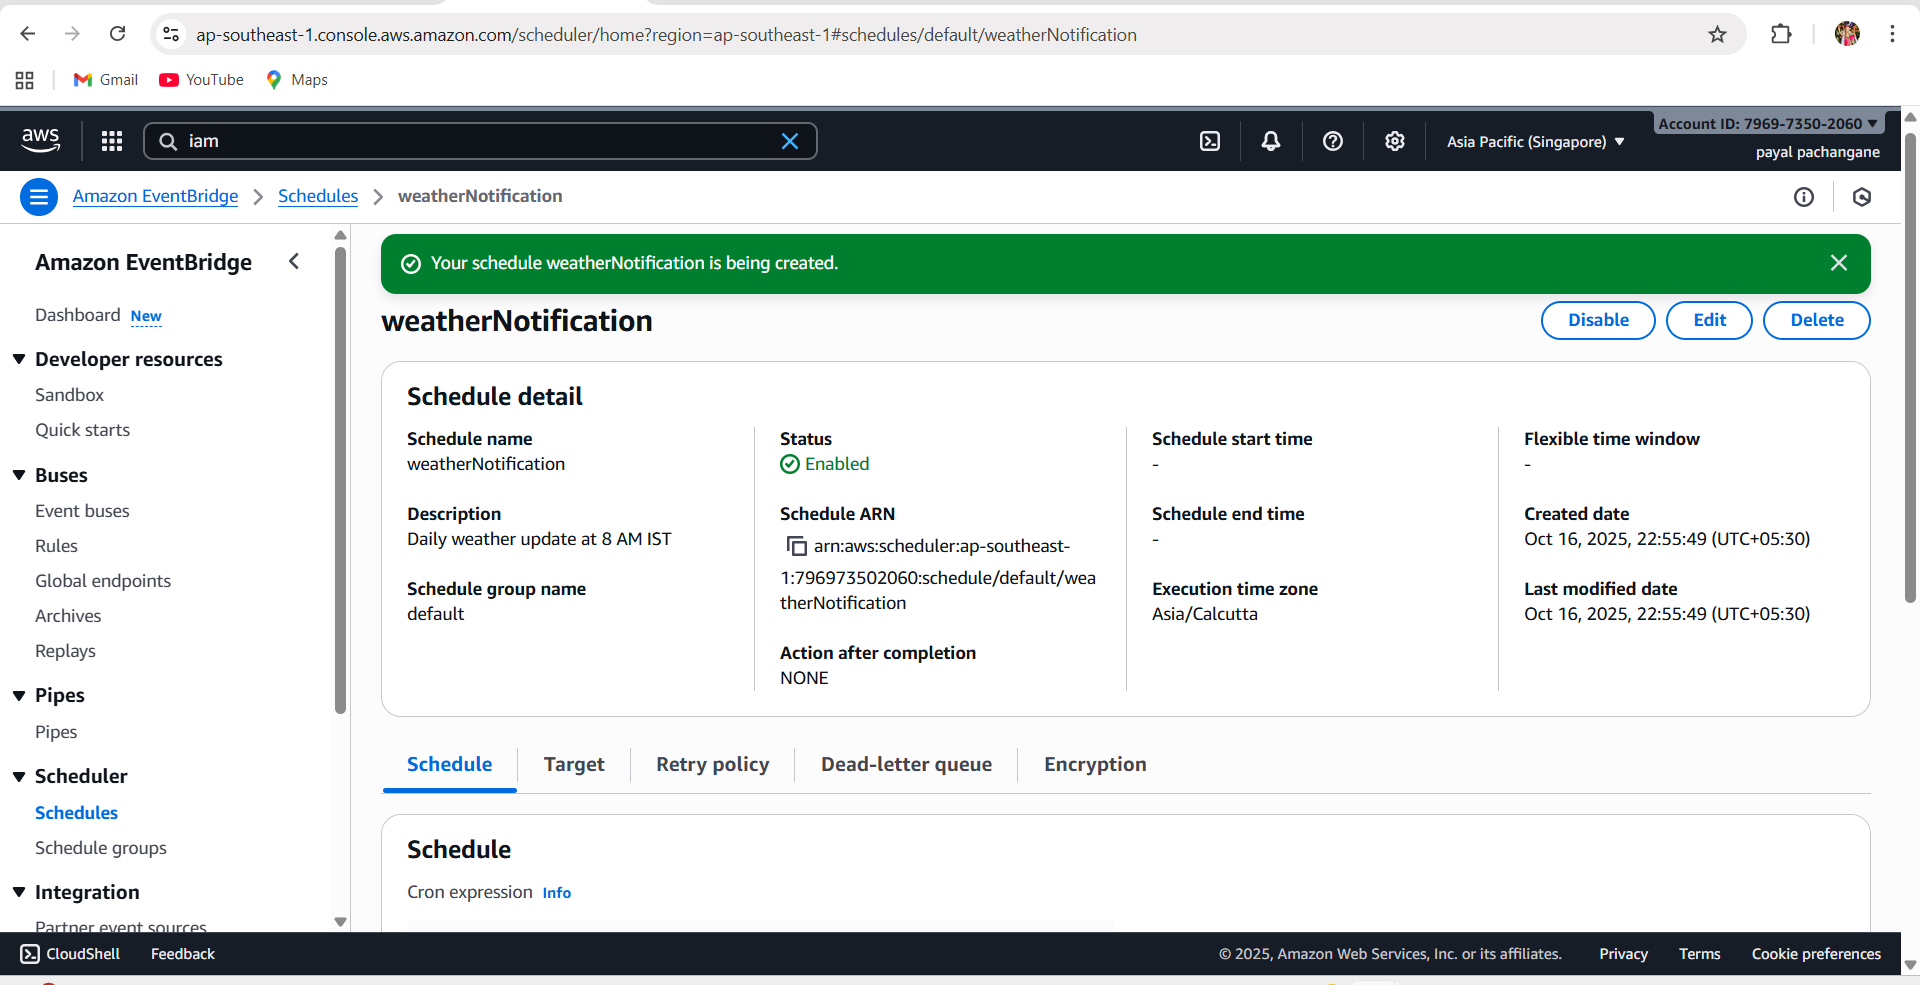 ap-southeast-1.console.aws.amazon.com/scheduler/home?region=ap-southeast-1#schedules/default/weatherNotification
Gmail YouTube Maps
aws iam Asia Pacific (Singapore) ▼ Account ID: 7969-7350-2060 ▼
payal pachangane
Amazon EventBridge > Schedules > weatherNotification
Amazon EventBridge
Dashboard New
Developer resources
Sandbox
Quick starts
Buses
Event buses
Rules
Global endpoints
Archives
Replays
Pipes
Pipes
Scheduler
Schedules
Schedule groups
Integration
Partner event sources
Your schedule weatherNotification is being created.
weatherNotification
Disable Edit Delete
Schedule detail
Schedule name
weatherNotification
Description
Daily weather update at 8 AM IST
Schedule group name
default
Status
Enabled
Schedule ARN
arn:aws:scheduler:ap-southeast-
1:796973502060:schedule/default/wea
therNotification
Action after completion
NONE
Schedule start time
-
Schedule end time
-
Execution time zone
Asia/Calcutta
Flexible time window
-
Created date
Oct 16, 2025, 22:55:49 (UTC+05:30)
Last modified date
Oct 16, 2025, 22:55:49 (UTC+05:30)
Schedule Target Retry policy Dead-letter queue Encryption
Schedule
Cron expression Info
CloudShell Feedback © 2025, Amazon Web Services, Inc. or its affiliates. Privacy Terms Cookie preferences